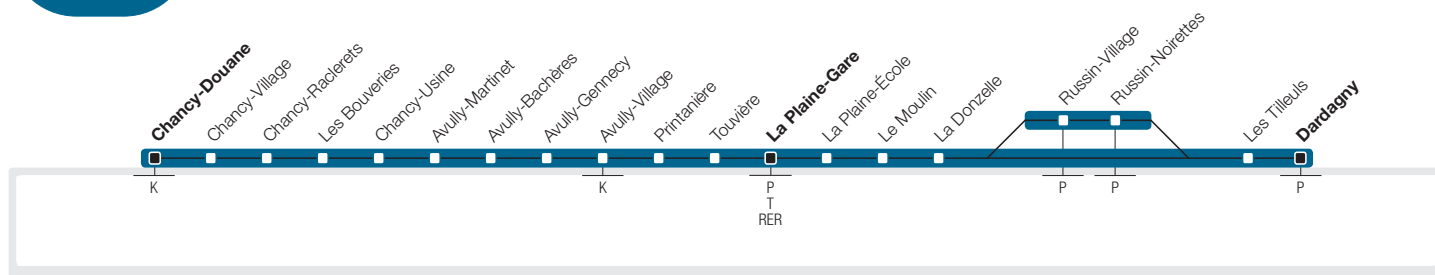 Chancy-Douane
Chancy-Village
Chancy-Raclerets
Les Bouveries
Chancy-Usine
Avully-Martinet
Avully-Bachères
Avully-Gennecy
Avully-Village
Printanière
Touvière
La Plaine-Gare
La Plaine-École
Le Moulin
La Donzelle
Russin-Village
Russin-Noirettes
Les Tilleuls
Dardagny
K
K
P
T
RER
P
P
P